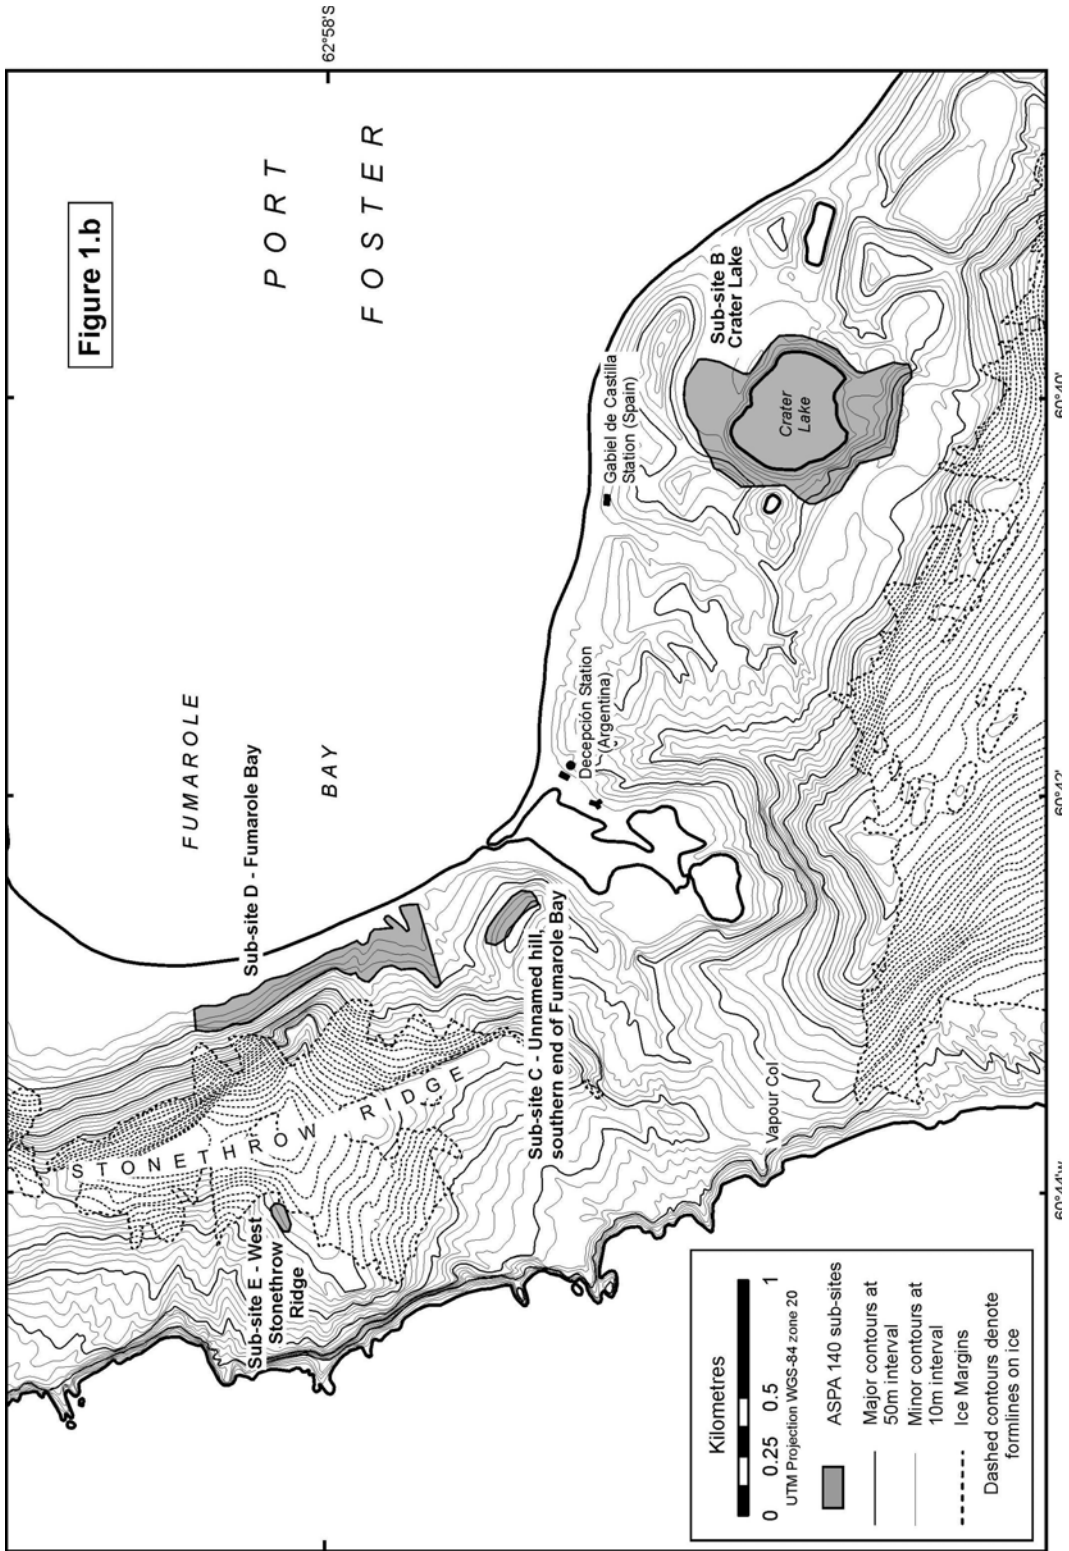 Figure 1.b
62°58'S
PORT
FOSTER
FUMAROLE
BAY
Sub-site D - Fumarole Bay
STONETHROW RIDGE
Sub-site E - West
Stonethrow
Ridge
Sub-site C - Unnamed hill,
southern end of Fumarole Bay
Decepción Station
(Argentina)
Gabiel de Castilla
Station (Spain)
Sub-site B
Crater Lake
Crater
Lake
Vapour Col
60°44'W
60°42'
60°40'
Kilometres
0 0.25 0.5 1
UTM Projection WGS-84 zone 20
ASPA 140 sub-sites
Major contours at
50m interval
Minor contours at
10m interval
Ice Margins
Dashed contours denote
formlines on ice